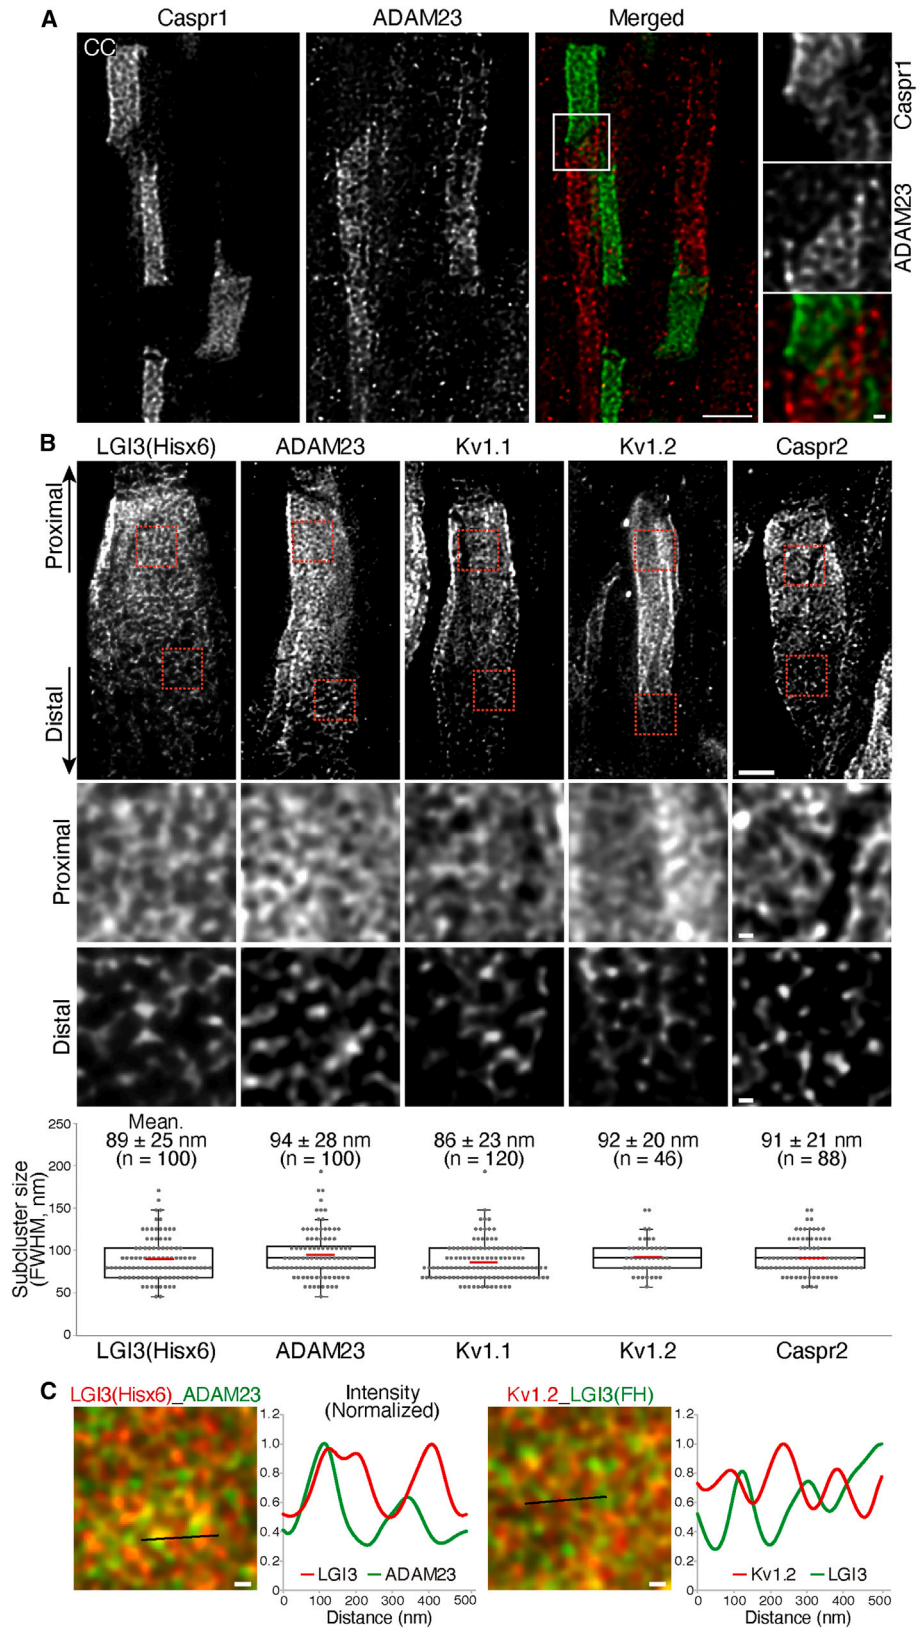 A
Caspr1 ADAM23 Merged
CC
Caspr1
ADAM23
B
LGI3(Hisx6) ADAM23 Kv1.1 Kv1.2 Caspr2
Proximal
Distal
Proximal
Distal
Mean.
89 ± 25 nm 94 ± 28 nm 86 ± 23 nm 92 ± 20 nm 91 ± 21 nm
(n = 100) (n = 100) (n = 120) (n = 46) (n = 88)
Subcluster size
(FWHM, nm)
250
200
150
100
50
0
LGI3(Hisx6) ADAM23 Kv1.1 Kv1.2 Caspr2
C
LGI3(Hisx6)_ADAM23
Intensity
(Normalized)
1.2
1.0
0.8
0.6
0.4
0.2
0
LGI3 ADAM23
0 100 200 300 400 500
Distance (nm)
Kv1.2_LGI3(FH)
1.2
1.0
0.8
0.6
0.4
0.2
0
Kv1.2 LGI3
0 100 200 300 400 500
Distance (nm)